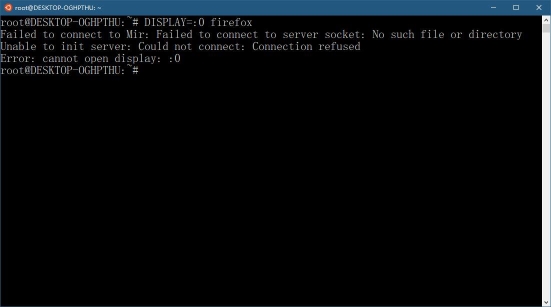 root@DESKTOP-OGHPTHU: ~
root@DESKTOP-OGHPTHU:~# DISPLAY=:0 firefox
Failed to connect to Mir: Failed to connect to server socket: No such file or directory
Unable to init server: Could not connect: Connection refused
Error: cannot open display: :0
root@DESKTOP-OGHPTHU:~#